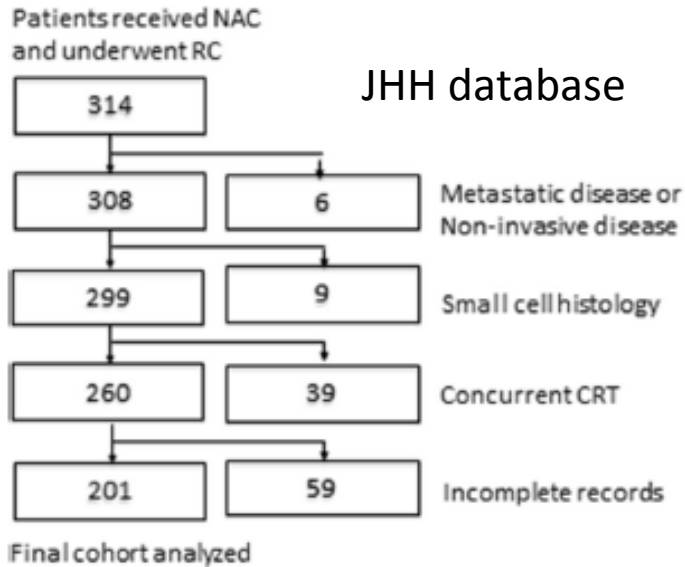 Patients received NAC
and underwent RC
JHH database
314
308
6
Metastatic disease or
Non-invasive disease
299
9
Small cell histology
260
39
Concurrent CRT
201
59
Incomplete records
Final cohort analyzed